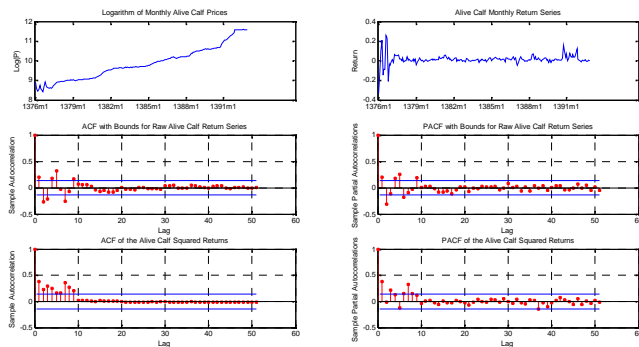 Logarithm of Monthly Alive Calf Prices
Log(P)
12
11
10
9
8
1376m1 1379m1 1382m1 1385m1 1388m1 1391m1
Alive Calf Monthly Return Series
Return
0.4
0.2
0
-0.2
-0.4
1376m1 1379m1 1382m1 1385m1 1388m1 1391m1
ACF with Bounds for Raw Alive Calf Return Series
Sample Autocorrelation
1
0.5
0
-0.5
0 10 20 30 40 50 60
Lag
PACF with Bounds for Raw Alive Calf Return Series
Sample Partial Autocorrelations
1
0.5
0
-0.5
0 10 20 30 40 50 60
Lag
ACF of the Alive Calf Squared Returns
Sample Autocorrelation
1
0.5
0
-0.5
0 10 20 30 40 50 60
Lag
PACF of the Alive Calf Squared Returns
Sample Partial Autocorrelations
1
0.5
0
-0.5
0 10 20 30 40 50 60
Lag